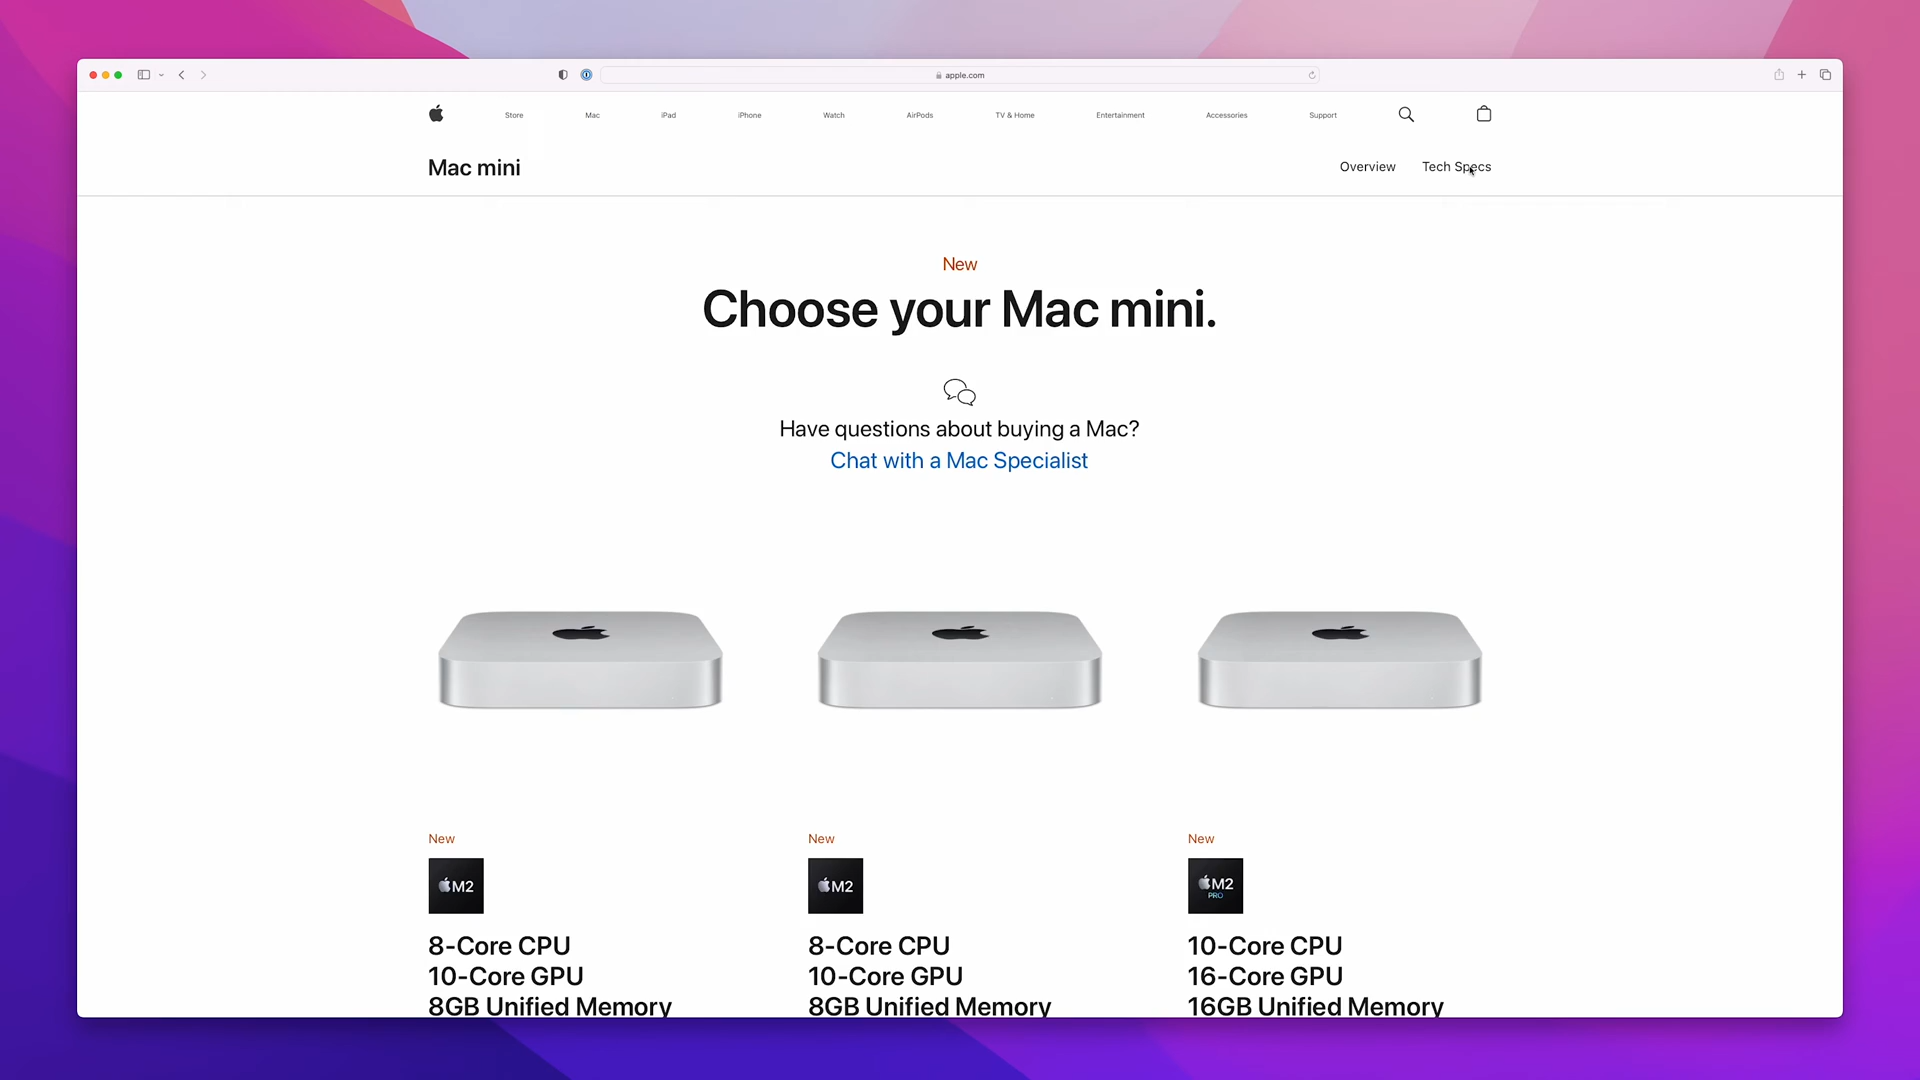 apple.com
Store Mac iPad iPhone Watch AirPods TV & Home Entertainment Accessories Support
Mac mini
Overview Tech Specs
New
Choose your Mac mini.
Have questions about buying a Mac?
Chat with a Mac Specialist
New New New
M2 M2 M2 PRO
8-Core CPU 8-Core CPU 10-Core CPU
10-Core GPU 10-Core GPU 16-Core GPU
8GB Unified Memory 8GB Unified Memory 16GB Unified Memory